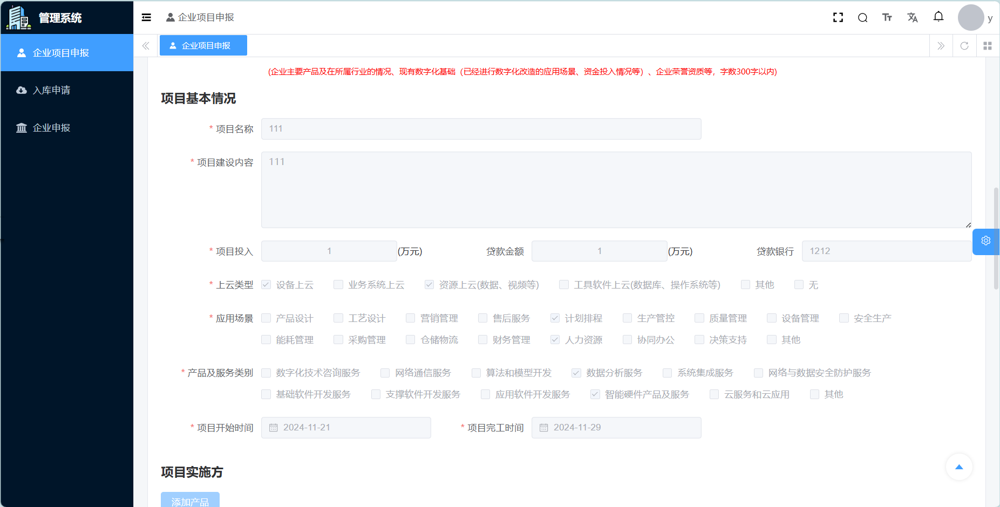 管理系统
企业项目申报
y
企业项目申报
企业项目申报
入库申请
企业申报
(企业主要产品及在所属行业的情况、现有数字化基础（已经进行数字化改造的应用场景、资金投入情况等）、企业荣誉资质等，字数300字以内)
项目基本情况
* 项目名称 111
* 项目建设内容 111
* 项目投入 1 (万元) 贷款金额 1 (万元) 贷款银行 1212
* 上云类型 设备上云 业务系统上云 资源上云(数据、视频等) 工具软件上云(数据库、操作系统等) 其他 无
* 应用场景 产品设计 工艺设计 营销管理 售后服务 计划排程 生产管控 质量管理 设备管理 安全生产
能耗管理 采购管理 仓储物流 财务管理 人力资源 协同办公 决策支持 其他
* 产品及服务类别 数字化技术咨询服务 网络通信服务 算法和模型开发 数据分析服务 系统集成服务 网络与数据安全防护服务
基础软件开发服务 支撑软件开发服务 应用软件开发服务 智能硬件产品及服务 云服务和云应用 其他
* 项目开始时间 2024-11-21 * 项目完工时间 2024-11-29
项目实施方
添加产品